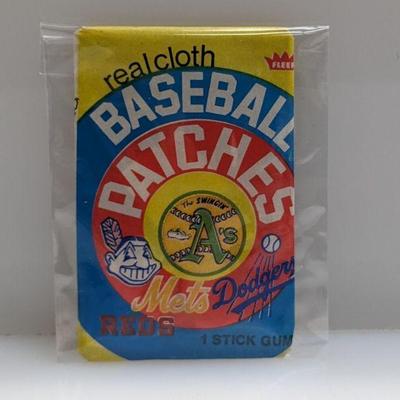 real cloth
FLEER
BASEBALL
PATCHES
The SWINGIN'
A's
Mets
Dodgers
REDS
1 STICK GUM